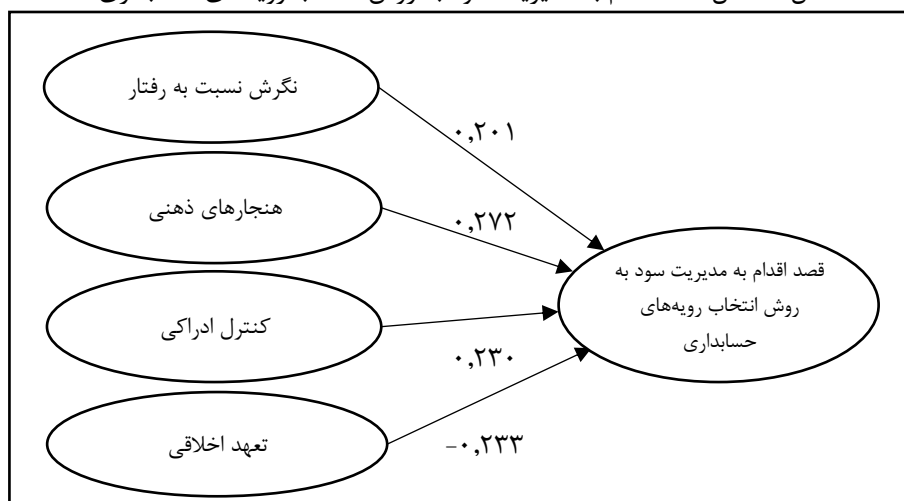 نگرش نسبت به رفتار
۰,۲۰۱
هنجارهای ذهنی
۰,۲۷۲
قصد اقدام به مدیریت سود به
روش انتخاب رویه‌های
حسابداری
کنترل ادراکی
۰,۲۳۰
تعهد اخلاقی
-۰,۲۳۳